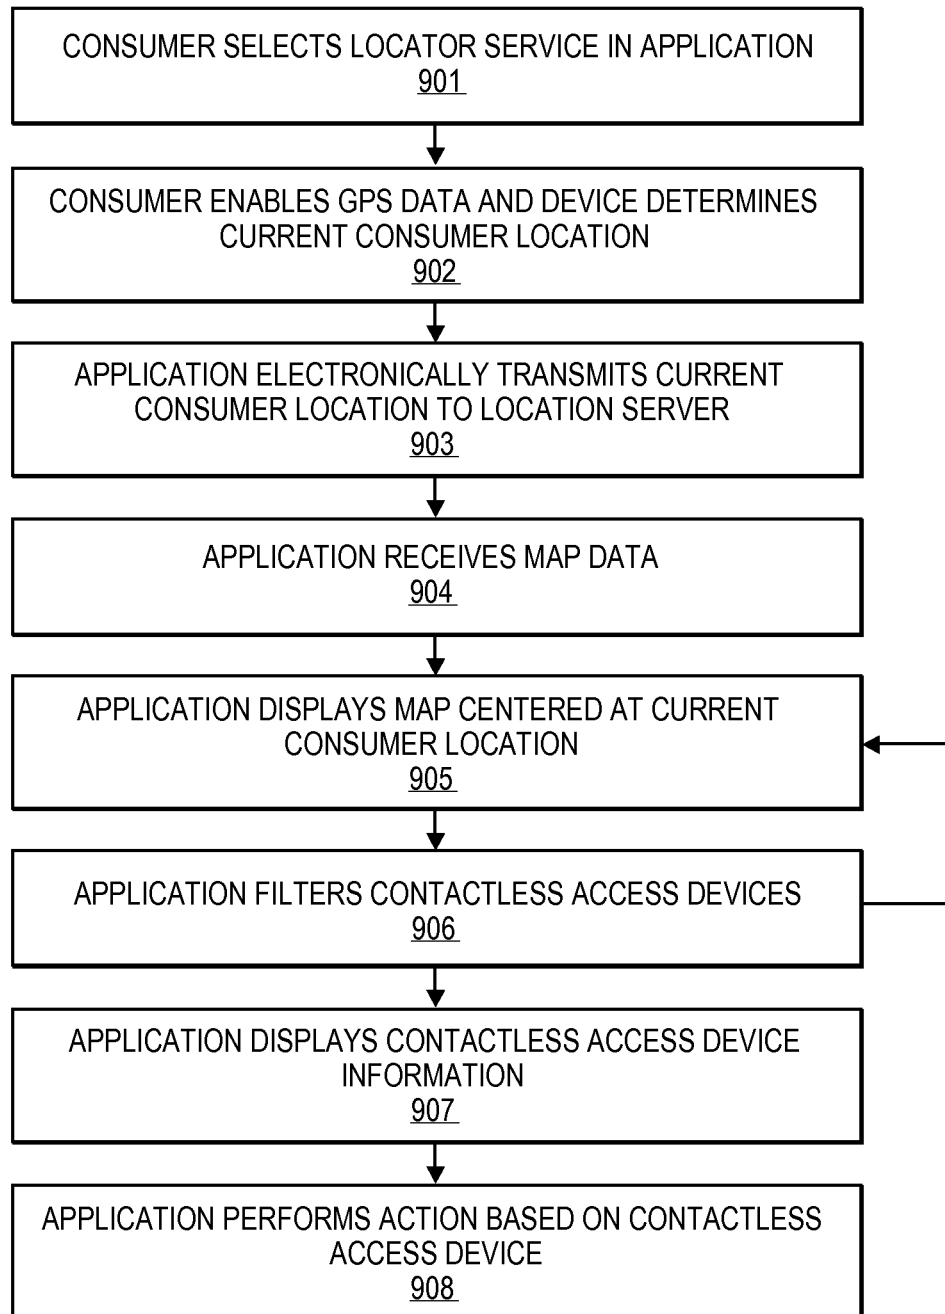 CONSUMER SELECTS LOCATOR SERVICE IN APPLICATION
901
CONSUMER ENABLES GPS DATA AND DEVICE DETERMINES
CURRENT CONSUMER LOCATION
902
APPLICATION ELECTRONICALLY TRANSMITS CURRENT
CONSUMER LOCATION TO LOCATION SERVER
903
APPLICATION RECEIVES MAP DATA
904
APPLICATION DISPLAYS MAP CENTERED AT CURRENT
CONSUMER LOCATION
905
APPLICATION FILTERS CONTACTLESS ACCESS DEVICES
906
APPLICATION DISPLAYS CONTACTLESS ACCESS DEVICE
INFORMATION
907
APPLICATION PERFORMS ACTION BASED ON CONTACTLESS
ACCESS DEVICE
908